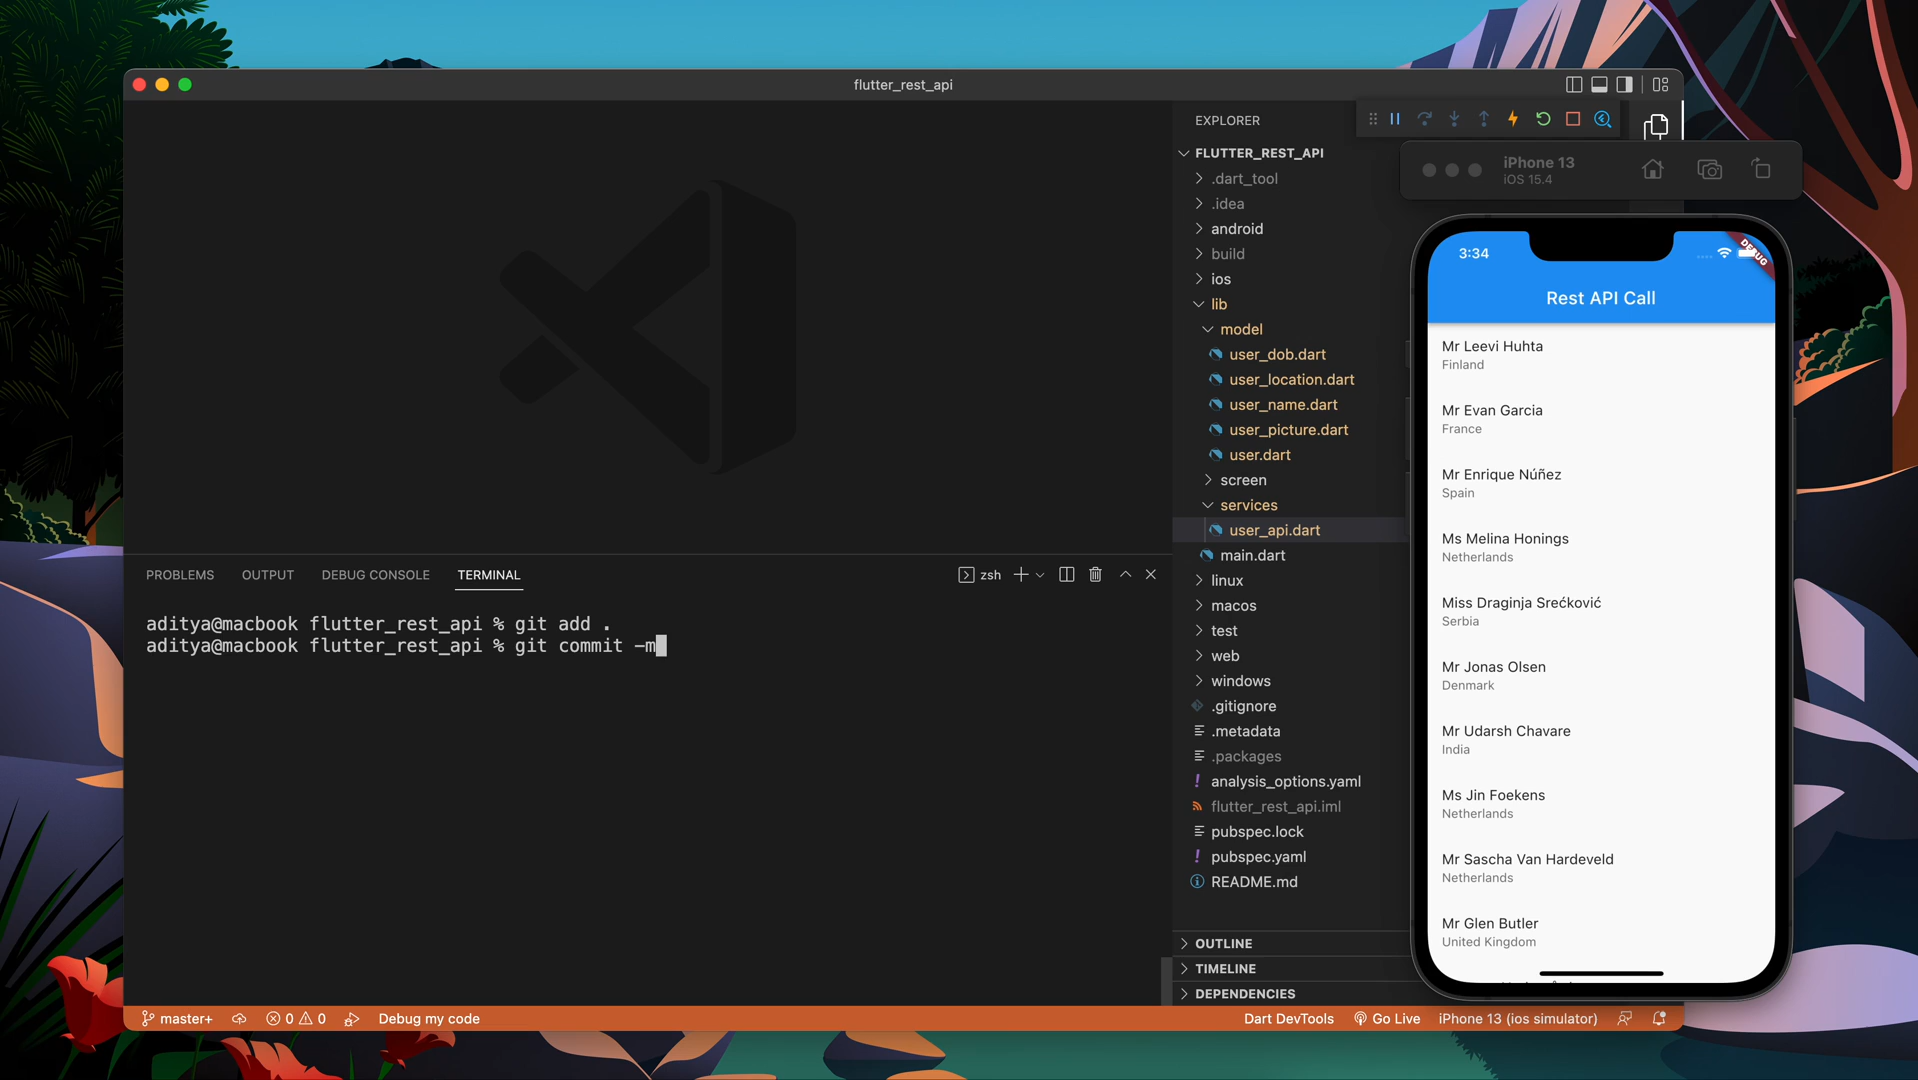 flutter_rest_api
EXPLORER
FLUTTER_REST_API
.dart_tool
.idea
android
build
ios
lib
model
user_dob.dart
user_location.dart
user_name.dart
user_picture.dart
user.dart
screen
services
user_api.dart
main.dart
linux
macos
test
web
windows
.gitignore
.metadata
.packages
analysis_options.yaml
flutter_rest_api.iml
pubspec.lock
pubspec.yaml
README.md
OUTLINE
TIMELINE
DEPENDENCIES
PROBLEMS OUTPUT DEBUG CONSOLE TERMINAL
zsh
aditya@macbook flutter_rest_api % git add .
aditya@macbook flutter_rest_api % git commit -m
master+ 0 0 Debug my code
Dart DevTools Go Live iPhone 13 (ios simulator)
iPhone 13
iOS 15.4
3:34
DEBUG
Rest API Call
Mr Leevi Huhta
Finland
Mr Evan Garcia
France
Mr Enrique Núñez
Spain
Ms Melina Honings
Netherlands
Miss Draginja Srećković
Serbia
Mr Jonas Olsen
Denmark
Mr Udarsh Chavare
India
Ms Jin Foekens
Netherlands
Mr Sascha Van Hardeveld
Netherlands
Mr Glen Butler
United Kingdom